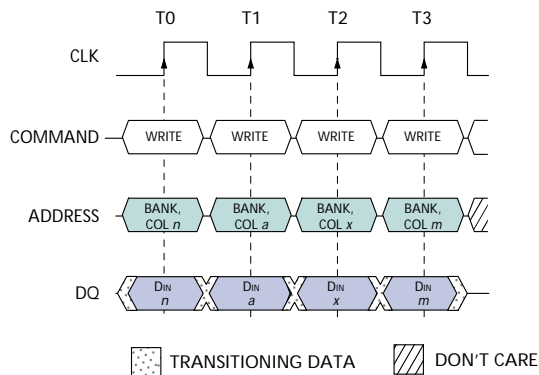 T0 T1 T2 T3
CLK
COMMAND WRITE WRITE WRITE WRITE
ADDRESS BANK, COL n BANK, COL a BANK, COL x BANK, COL m
DQ DIN n DIN a DIN x DIN m
TRANSITIONING DATA DON'T CARE